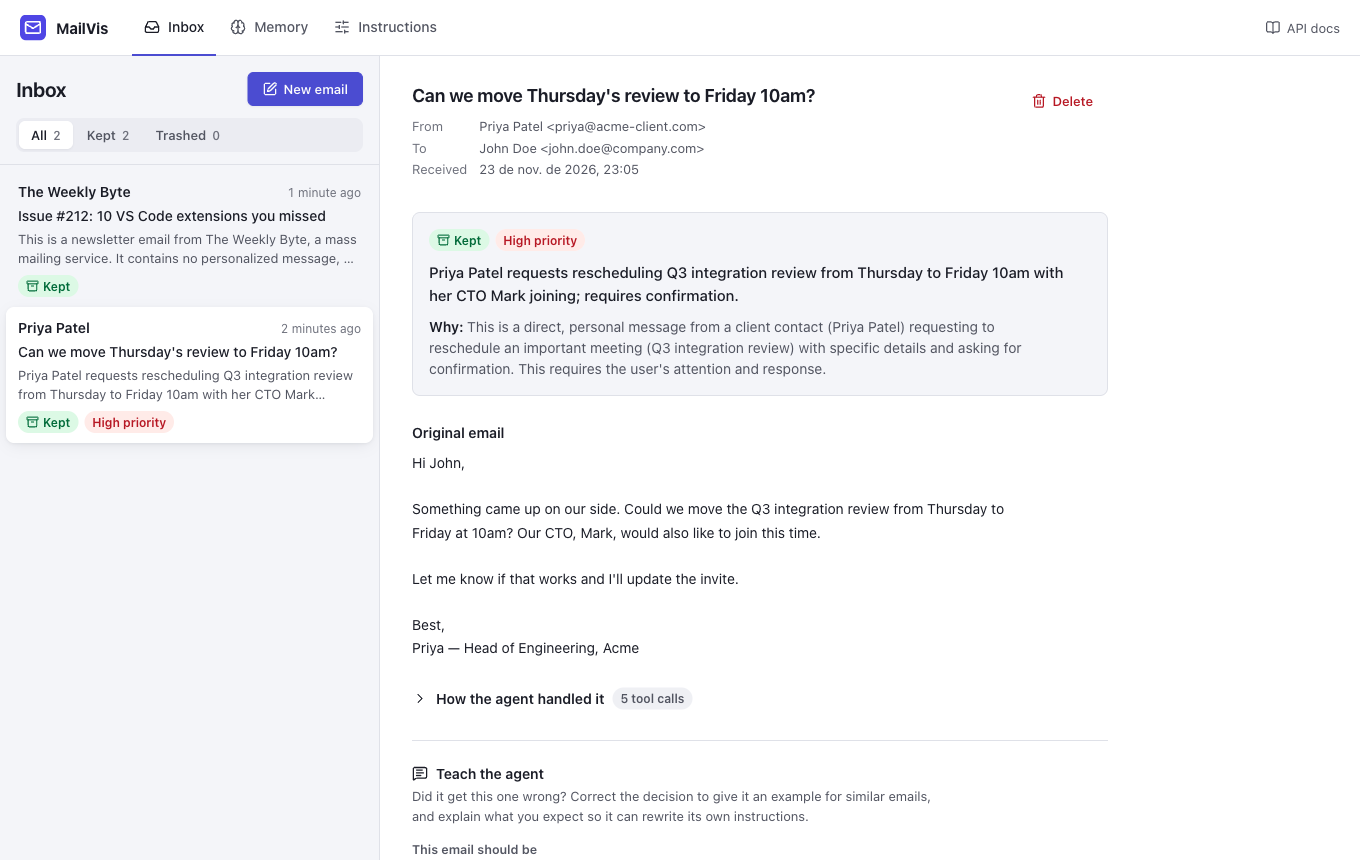 MailVis
Inbox
Memory
Instructions
API docs
Inbox
New email
All 2
Kept 2
Trashed 0
The Weekly Byte
1 minute ago
Issue #212: 10 VS Code extensions you missed
This is a newsletter email from The Weekly Byte, a mass
mailing service. It contains no personalized message, ...
Kept
Priya Patel
2 minutes ago
Can we move Thursday's review to Friday 10am?
Priya Patel requests rescheduling Q3 integration review
from Thursday to Friday 10am with her CTO Mark...
Kept
High priority
Can we move Thursday's review to Friday 10am?
Delete
From Priya Patel <priya@acme-client.com>
To John Doe <john.doe@company.com>
Received 23 de nov. de 2026, 23:05
Kept
High priority
Priya Patel requests rescheduling Q3 integration review from Thursday to Friday 10am with
her CTO Mark joining; requires confirmation.
Why: This is a direct, personal message from a client contact (Priya Patel) requesting to
reschedule an important meeting (Q3 integration review) with specific details and asking for
confirmation. This requires the user's attention and response.
Original email
Hi John,
Something came up on our side. Could we move the Q3 integration review from Thursday to
Friday at 10am? Our CTO, Mark, would also like to join this time.
Let me know if that works and I'll update the invite.
Best,
Priya — Head of Engineering, Acme
How the agent handled it
5 tool calls
Teach the agent
Did it get this one wrong? Correct the decision to give it an example for similar emails,
and explain what you expect so it can rewrite its own instructions.
This email should be